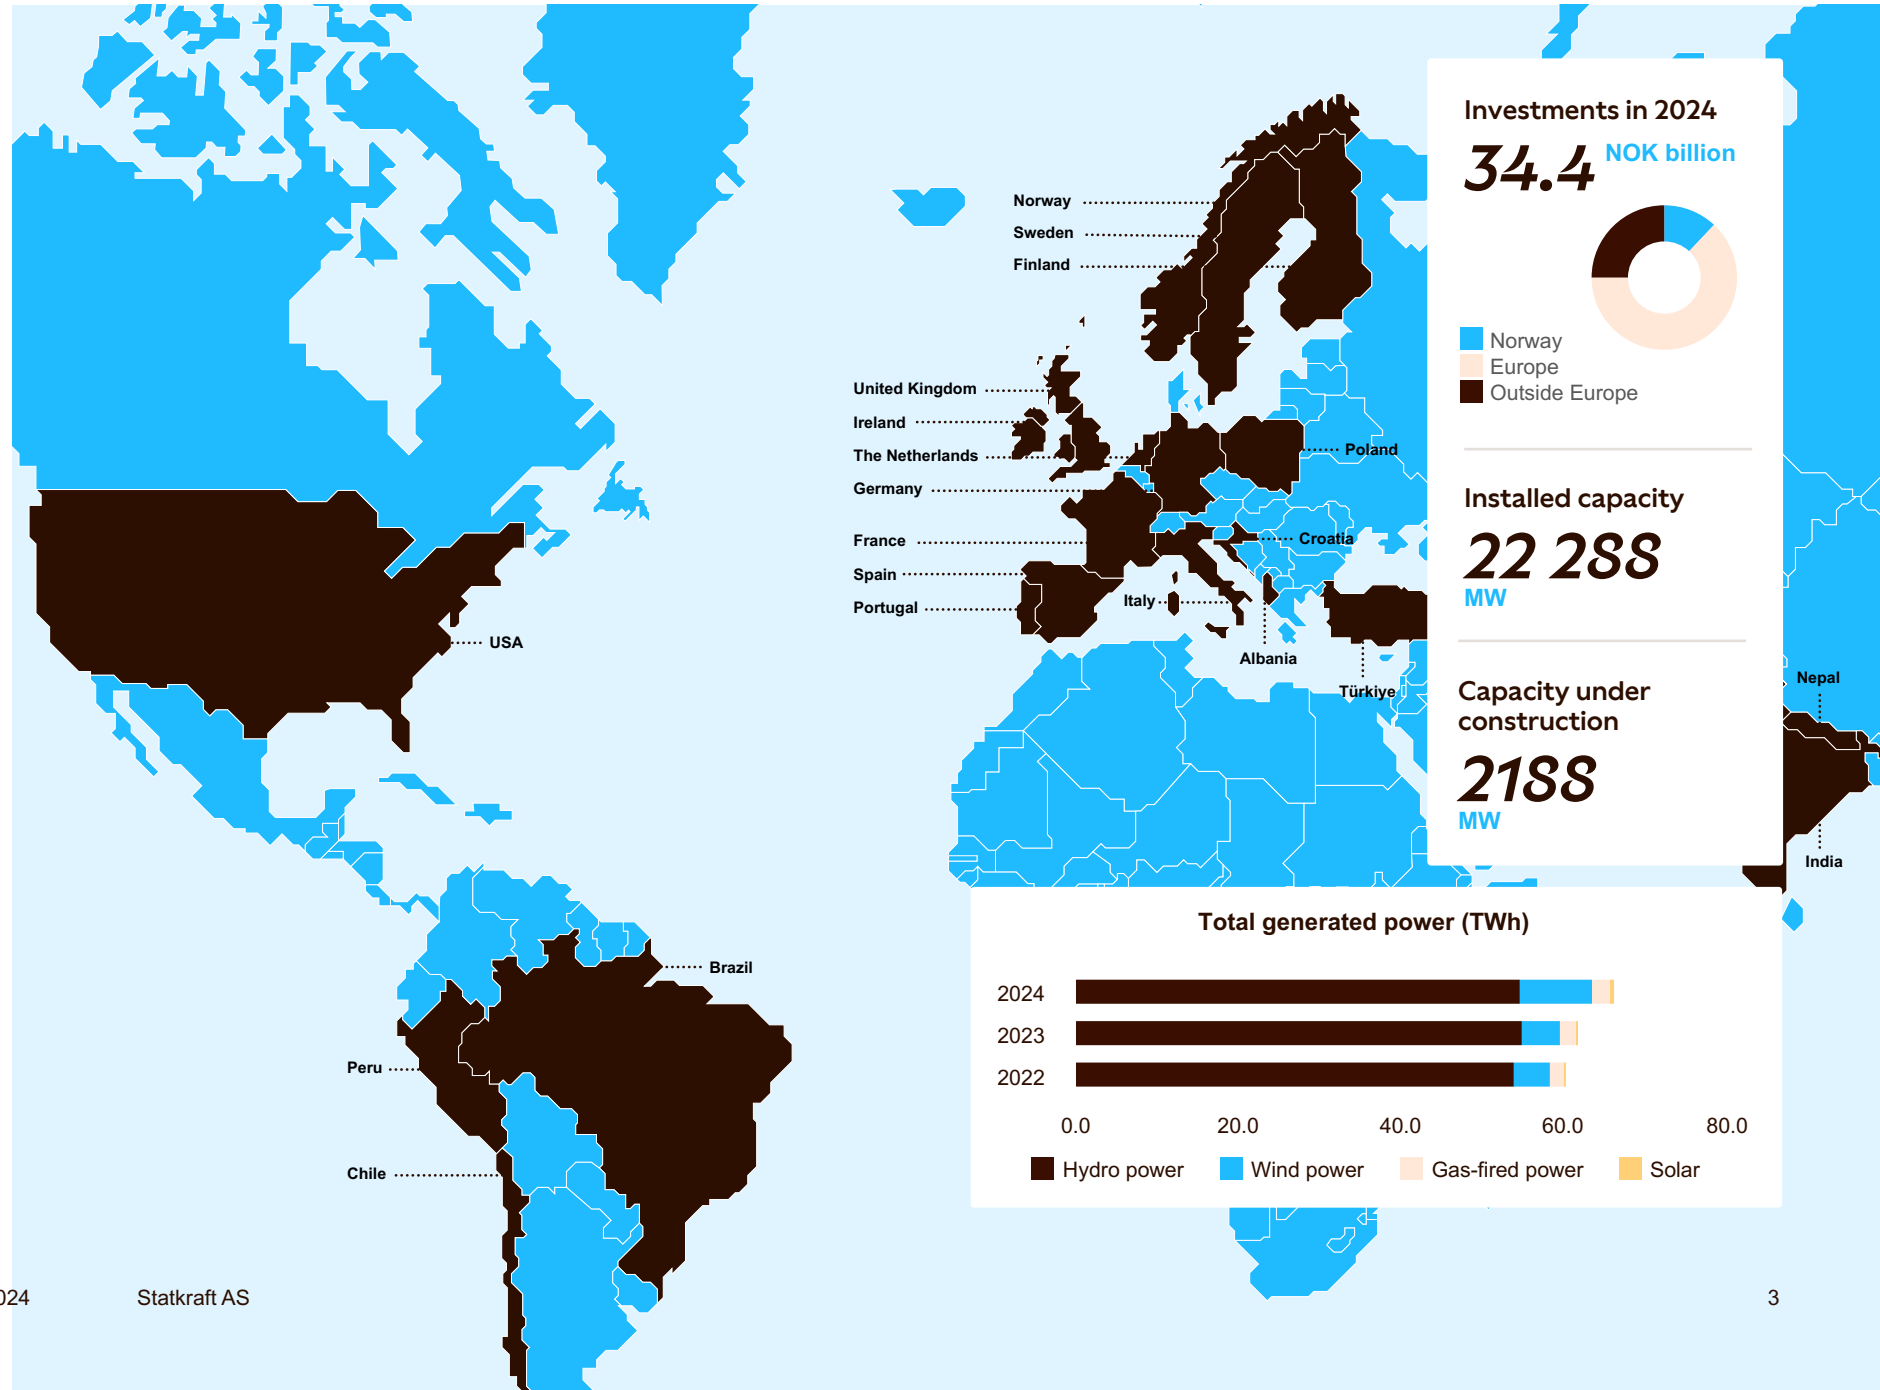 Norway
Sweden
Finland
United Kingdom
Ireland
The Netherlands
Germany
France
Spain
Portugal
Italy
Albania
Türkiye
Croatia
Poland
USA
Brazil
Peru
Chile
Nepal
India
Investments in 2024
34.4 NOK billion
Norway
Europe
Outside Europe
Installed capacity
22 288
MW
Capacity under
construction
2188
MW
Total generated power (TWh)
2024
2023
2022
0.0 20.0 40.0 60.0 80.0
Hydro power Wind power Gas-fired power Solar
024 Statkraft AS 3